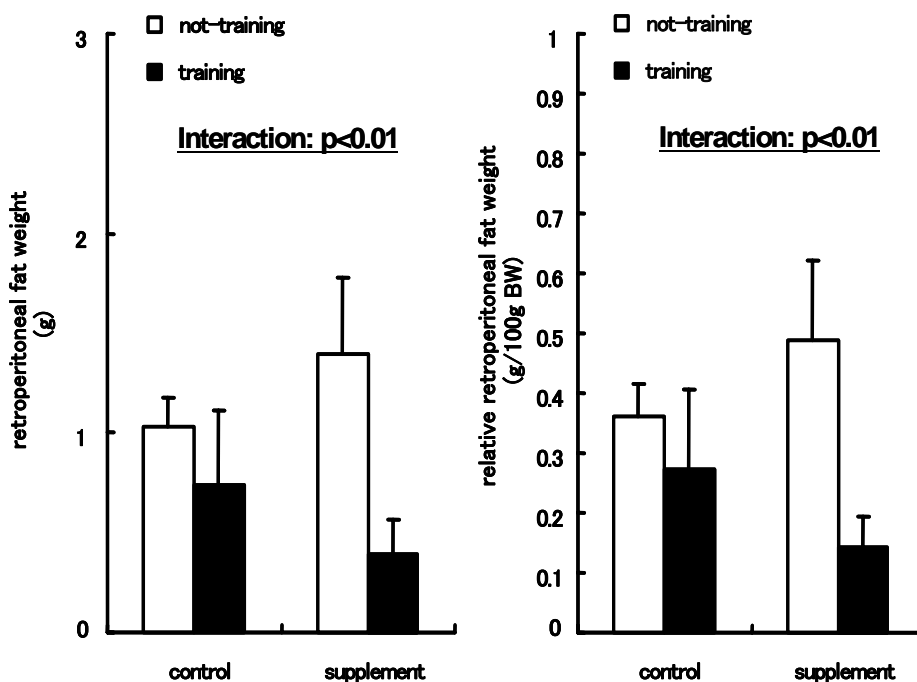 not-training
training
Interaction: p<0.01
retroperitoneal fat weight
(g)
3
2
1
0
control
supplement
not-training
training
Interaction: p<0.01
relative retroperitoneal fat weight
(g/100g BW)
1
0.9
0.8
0.7
0.6
0.5
0.4
0.3
0.2
0.1
0
control
supplement